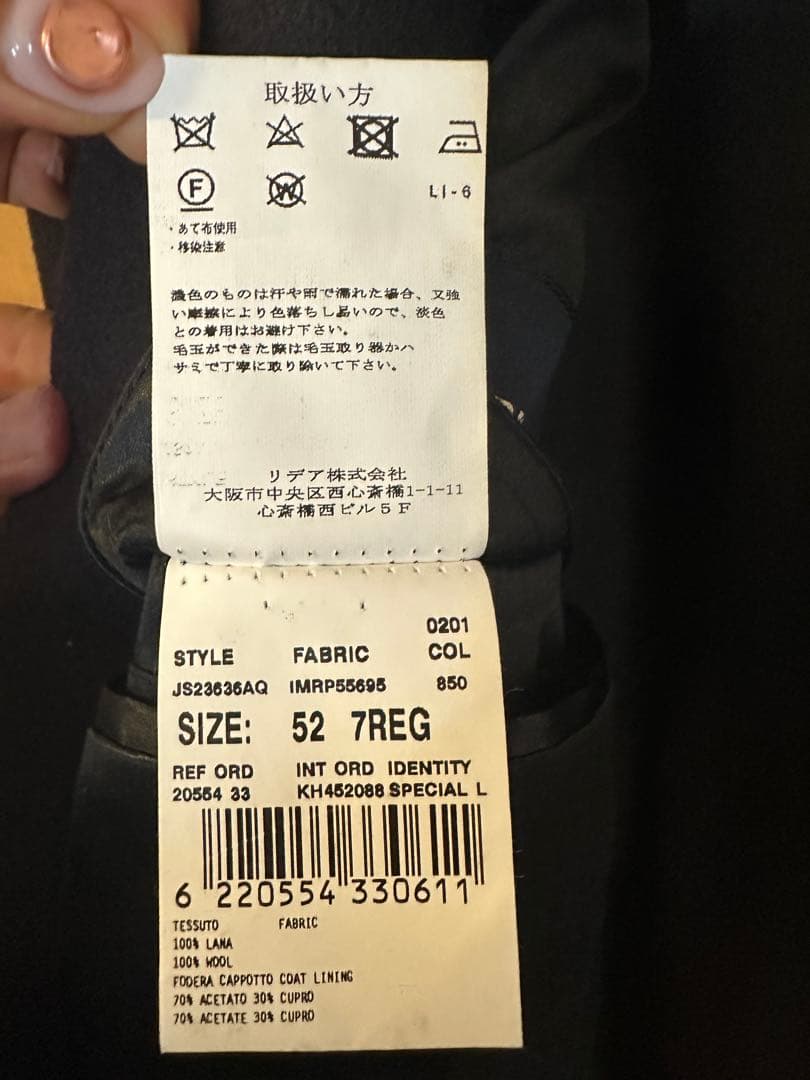 取扱い方
F W LI-6
・あて布使用
・移染注意
濃色のものは汗や雨で濡れた場合、又強
い摩擦により色落ちし易いので、淡色
との着用はお避け下さい。
毛玉ができた際は毛玉取り器かハ
サミで丁寧に取り除いて下さい。
リデア株式会社
大阪市中央区西心斎橋1-1-11
心斎橋西ビル5F
0201
STYLE FABRIC COL
JS23636AQ IMRP55695 850
SIZE: 52 7REG
REF ORD INT ORD IDENTITY
20554 33 KH452088 SPECIAL L
6 220554 330611
TESSUTO FABRIC
100% LANA
100% WOOL
FODERA CAPPOTTO COAT LINING
70% ACETATO 30% CUPRO
70% ACETATE 30% CUPRO